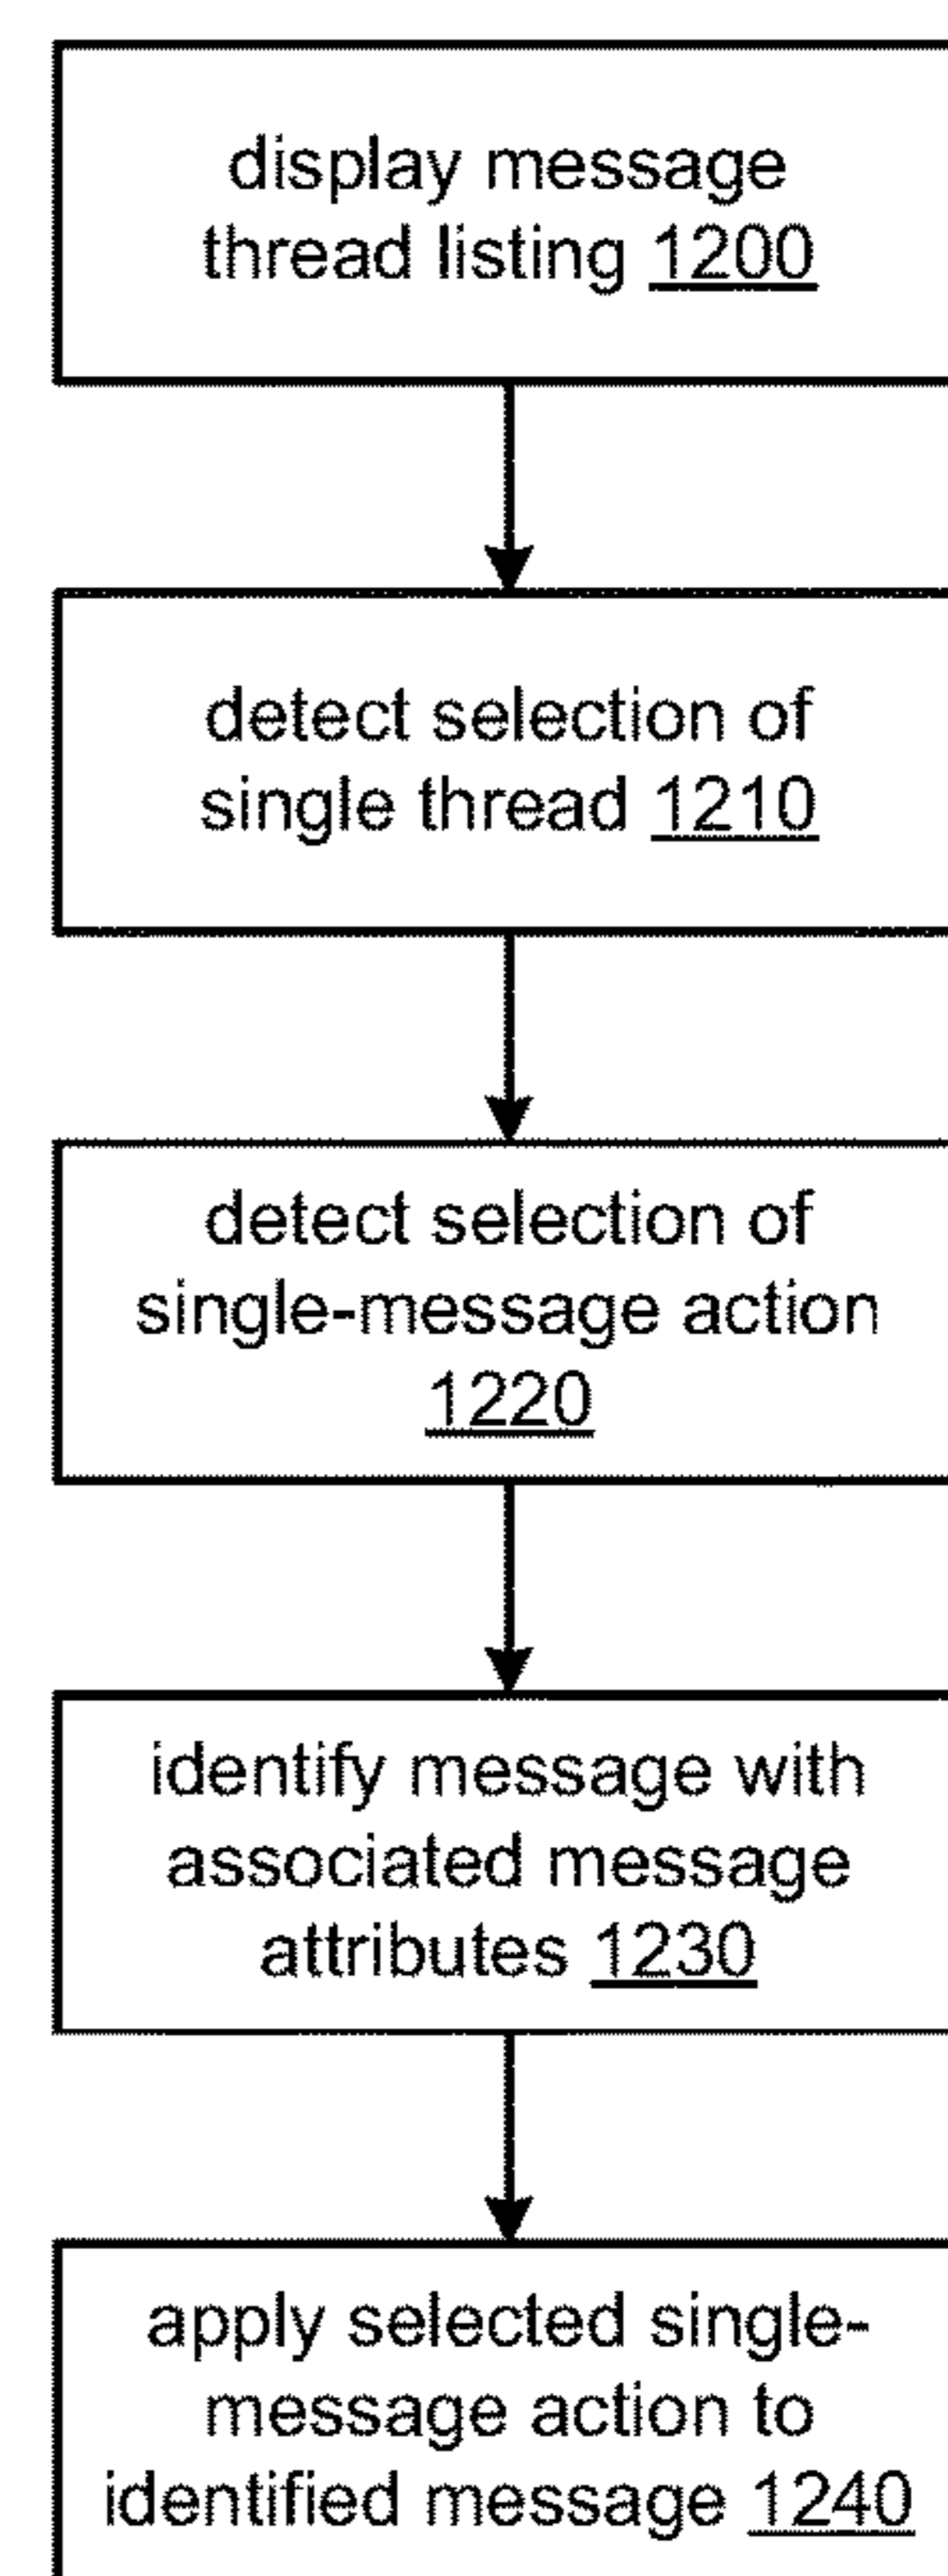 display message
thread listing 1200
detect selection of
single thread 1210
detect selection of
single-message action
1220
identify message with
associated message
attributes 1230
apply selected single-
message action to
identified message 1240